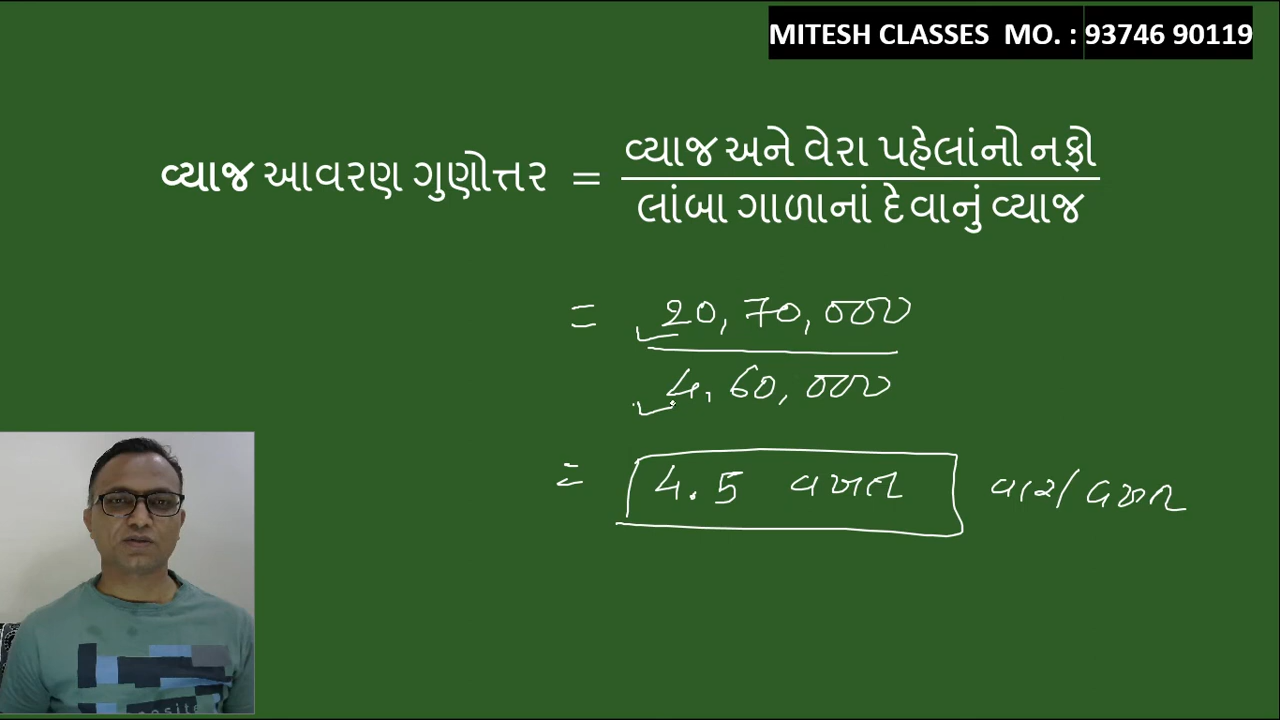 MITESH CLASSES MO. : 93746 90119
વ્યાજ આવરણ ગુણોત્તર = વ્યાજ અને વેરા પહેલાંનો નફો
લાંબા ગાળાનાં દેવાનું વ્યાજ
= 20,70,000
4,60,000
= 4.5 વખત વાર/વખત